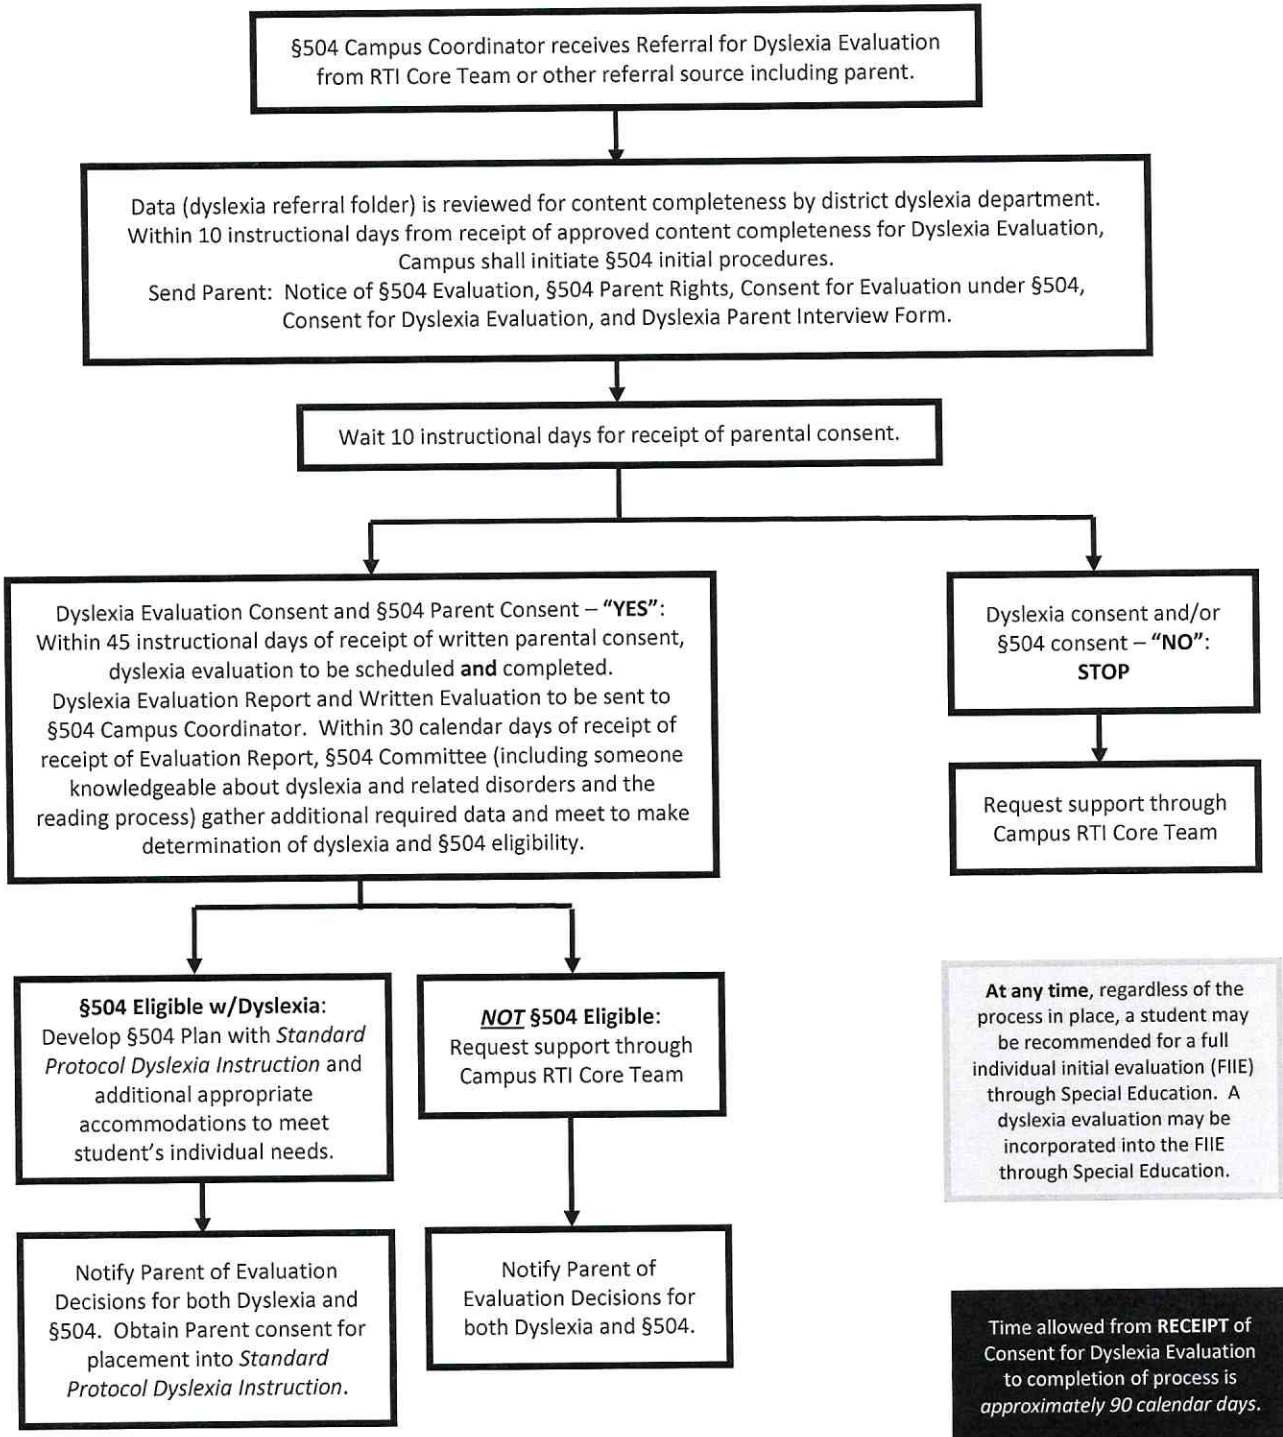 §504 Campus Coordinator receives Referral for Dyslexia Evaluation
from RTI Core Team or other referral source including parent.
Data (dyslexia referral folder) is reviewed for content completeness by district dyslexia department.
Within 10 instructional days from receipt of approved content completeness for Dyslexia Evaluation,
Campus shall initiate §504 initial procedures.
Send Parent:  Notice of §504 Evaluation, §504 Parent Rights, Consent for Evaluation under §504,
Consent for Dyslexia Evaluation, and Dyslexia Parent Interview Form.
Wait 10 instructional days for receipt of parental consent.
Dyslexia Evaluation Consent and §504 Parent Consent – “YES”:
Within 45 instructional days of receipt of written parental consent,
dyslexia evaluation to be scheduled and completed.
Dyslexia Evaluation Report and Written Evaluation to be sent to
§504 Campus Coordinator.  Within 30 calendar days of receipt of
receipt of Evaluation Report, §504 Committee (including someone
knowledgeable about dyslexia and related disorders and the
reading process) gather additional required data and meet to make
determination of dyslexia and §504 eligibility.
Dyslexia consent and/or
§504 consent – “NO”:
STOP
Request support through
Campus RTI Core Team
§504 Eligible w/Dyslexia:
Develop §504 Plan with Standard
Protocol Dyslexia Instruction and
additional appropriate
accommodations to meet
student’s individual needs.
NOT §504 Eligible:
Request support through
Campus RTI Core Team
At any time, regardless of the
process in place, a student may
be recommended for a full
individual initial evaluation (FIIE)
through Special Education.  A
dyslexia evaluation may be
incorporated into the FIIE
through Special Education.
Notify Parent of Evaluation
Decisions for both Dyslexia and
§504.  Obtain Parent consent for
placement into Standard
Protocol Dyslexia Instruction.
Notify Parent of
Evaluation Decisions for
both Dyslexia and §504.
Time allowed from RECEIPT of
Consent for Dyslexia Evaluation
to completion of process is
approximately 90 calendar days.